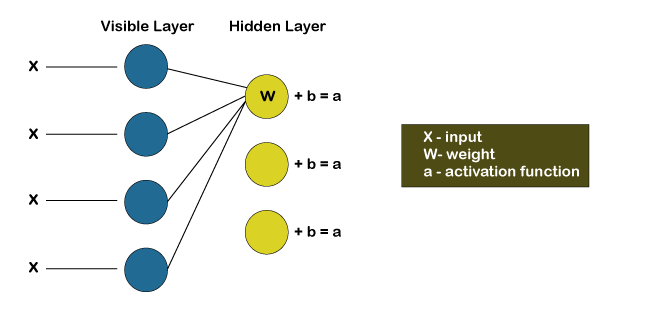 Visible Layer
Hidden Layer
X
W
+ b = a
X
+ b = a
X
+ b = a
X
X - input
W- weight
a - activation function